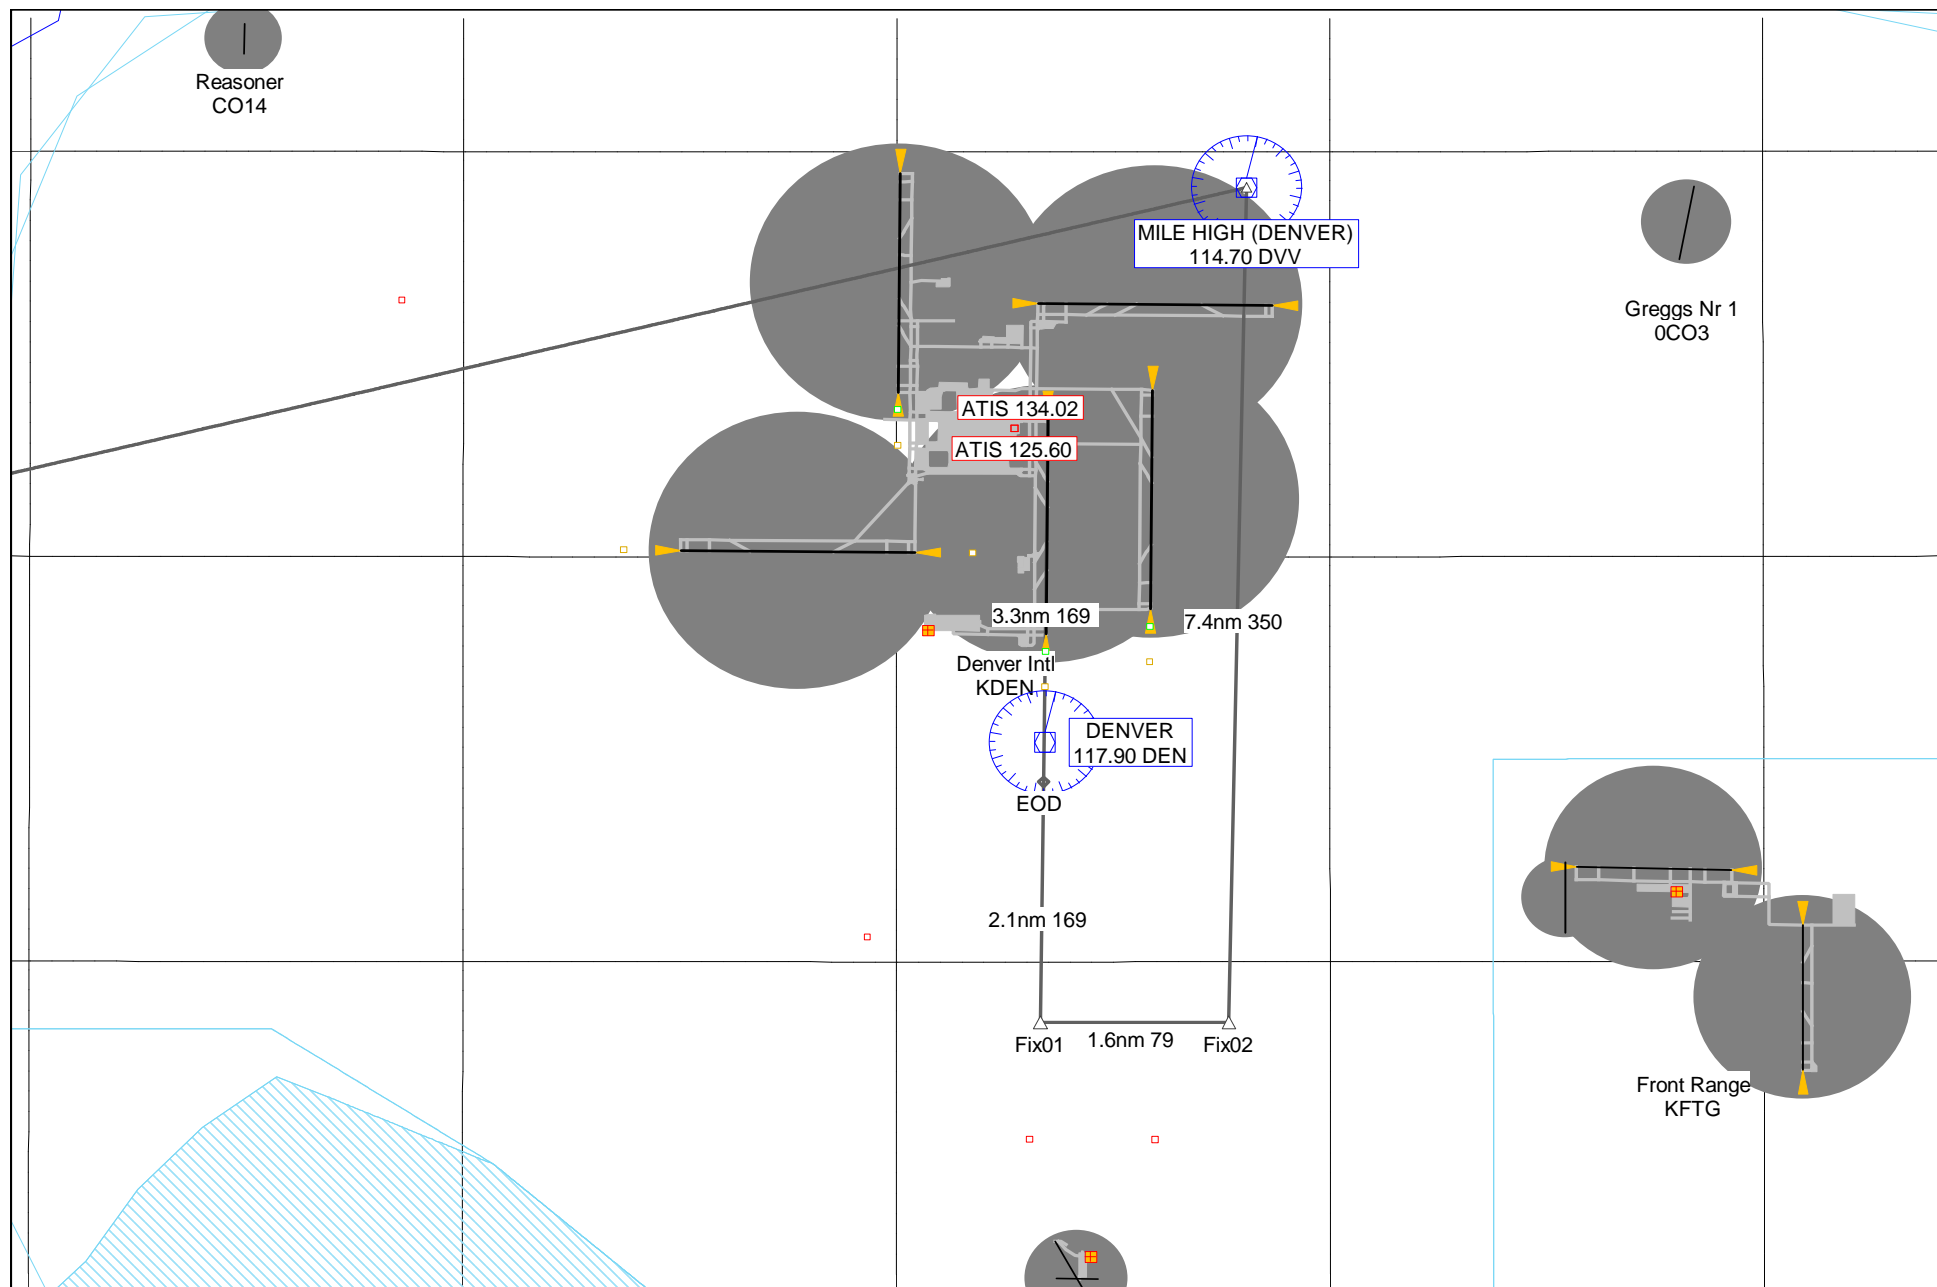 Reasoner
CO14
MILE HIGH (DENVER)
114.70 DVV
Greggs Nr 1
0CO3
ATIS 134.02
ATIS 125.60
3.3nm 169
7.4nm 350
Denver Intl
KDEN
DENVER
117.90 DEN
EOD
2.1nm 169
Fix01
1.6nm 79
Fix02
Front Range
KFTG